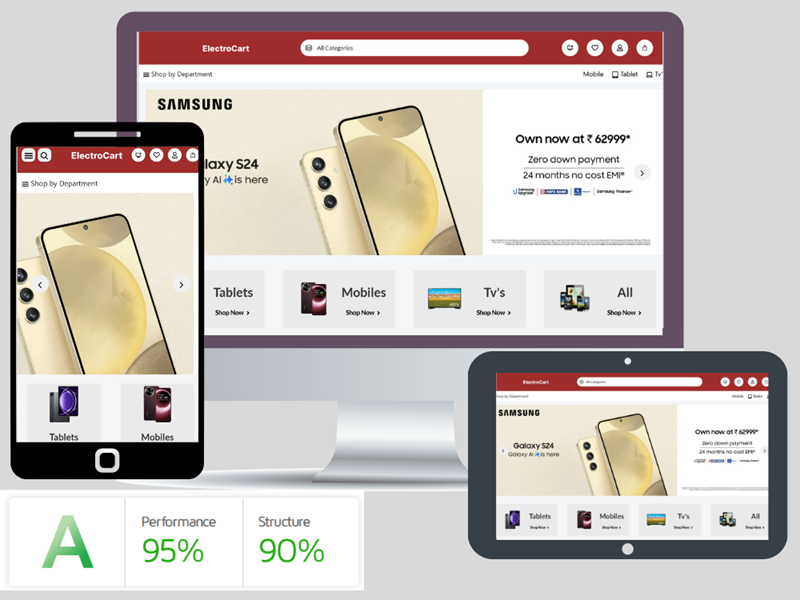 ElectroCart
All Categories
Shop by Department
Mobile Tablet Tv
SAMSUNG
laxy S24
y AI is here
Own now at ₹ 62999*
Zero down payment
24 months no cost EMI*
Samsung Finance+
Tablets
Shop Now
Mobiles
Shop Now
Tv's
Shop Now
All
Shop Now
ElectroCart
Shop by Department
Tablets
Mobiles
ElectroCart
All Categories
Shop by Department
Mobile Tablet
SAMSUNG
Galaxy S24
Galaxy AI is here
Own now at ₹ 62999*
Zero down payment
24 months no cost EMI*
Tablets
Shop Now
Mobiles
Shop Now
Tv's
Shop Now
All
Shop Now
A
Performance
95%
Structure
90%